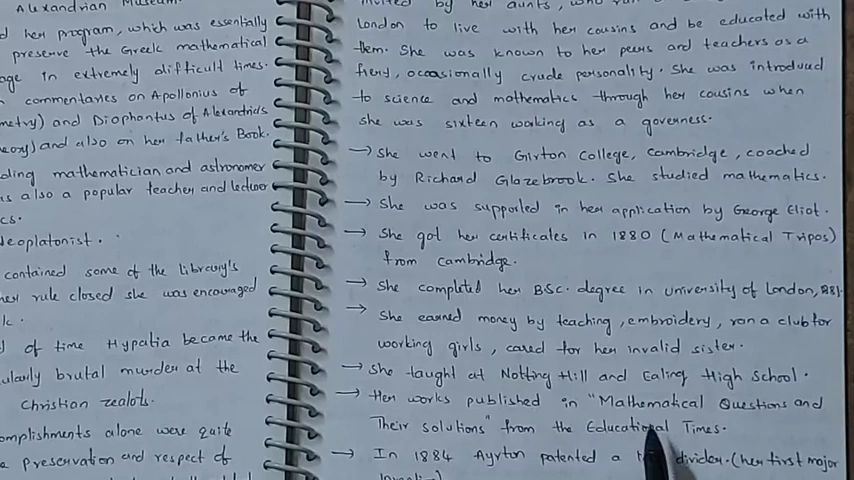 Alexandrian Museum
her program, which was essentially
preserve the Greek mathematical
age in extremely difficult times.
commentaries on Apollonius of
metry) and Diophantus of Alexandria's
eory) and also on her father's Book.
ding mathematician and astronomer
s also a popular teacher and lecturer
cs.
eoplatonist.
contained some of the library's
her rule closed she was encouraged
k.
of time Hypatia became the
ularly brutal murder at the
Christian zealots.
omplishments alone were quite
preservation and respect of
invited by her aunts, who
London to live with her cousins and be educated with
them. She was known to her peers and teachers as a
fiery, occasionally crude personality. She was introduced
to science and mathematics through her cousins when
she was sixteen working as a governess.
→ She went to Girton College, Cambridge, coached
by Richard Glazebrook. She studied mathematics.
→ She was supported in her application by George Eliot.
→ She got her certificates in 1880 (Mathematical Tripos)
from Cambridge.
→ She completed her B.SC. degree in University of London,
→ She earned money by teaching, embroidery, ran a club for
working girls, cared for her invalid sister.
→ She taught at Notting Hill and Ealing High School.
→ Her works published in "Mathematical Questions and
Their solutions" from the Educational Times.
→ In 1884 Ayrton patented a divider. (her first major